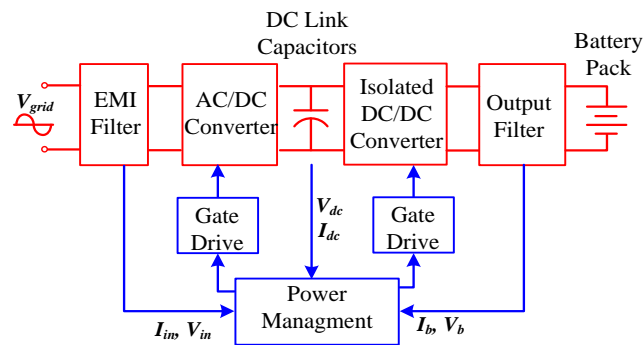 DC Link
Capacitors
Battery
Pack
V_grid
EMI
Filter
AC/DC
Converter
Isolated
DC/DC
Converter
Output
Filter
Gate
Drive
V_dc
I_dc
Gate
Drive
Power
Managment
I_in, V_in
I_b, V_b